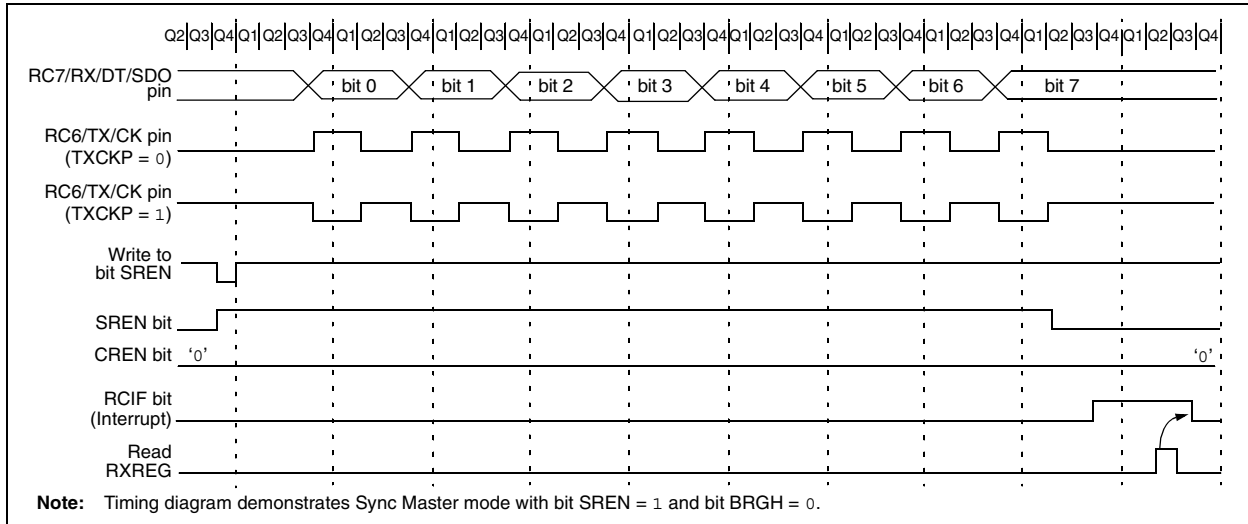 Q2 Q3 Q4 Q1 Q2 Q3 Q4 Q1 Q2 Q3 Q4 Q1 Q2 Q3 Q4 Q1 Q2 Q3 Q4 Q1 Q2 Q3 Q4 Q1 Q2 Q3 Q4 Q1 Q2 Q3 Q4 Q1 Q2 Q3 Q4 Q1 Q2 Q3 Q4
RC7/RX/DT/SDO
pin
bit 0 bit 1 bit 2 bit 3 bit 4 bit 5 bit 6 bit 7
RC6/TX/CK pin
(TXCKP = 0)
RC6/TX/CK pin
(TXCKP = 1)
Write to
bit SREN
SREN bit
CREN bit ‘0’ ‘0’
RCIF bit
(Interrupt)
Read
RXREG
Note: Timing diagram demonstrates Sync Master mode with bit SREN = 1 and bit BRGH = 0.